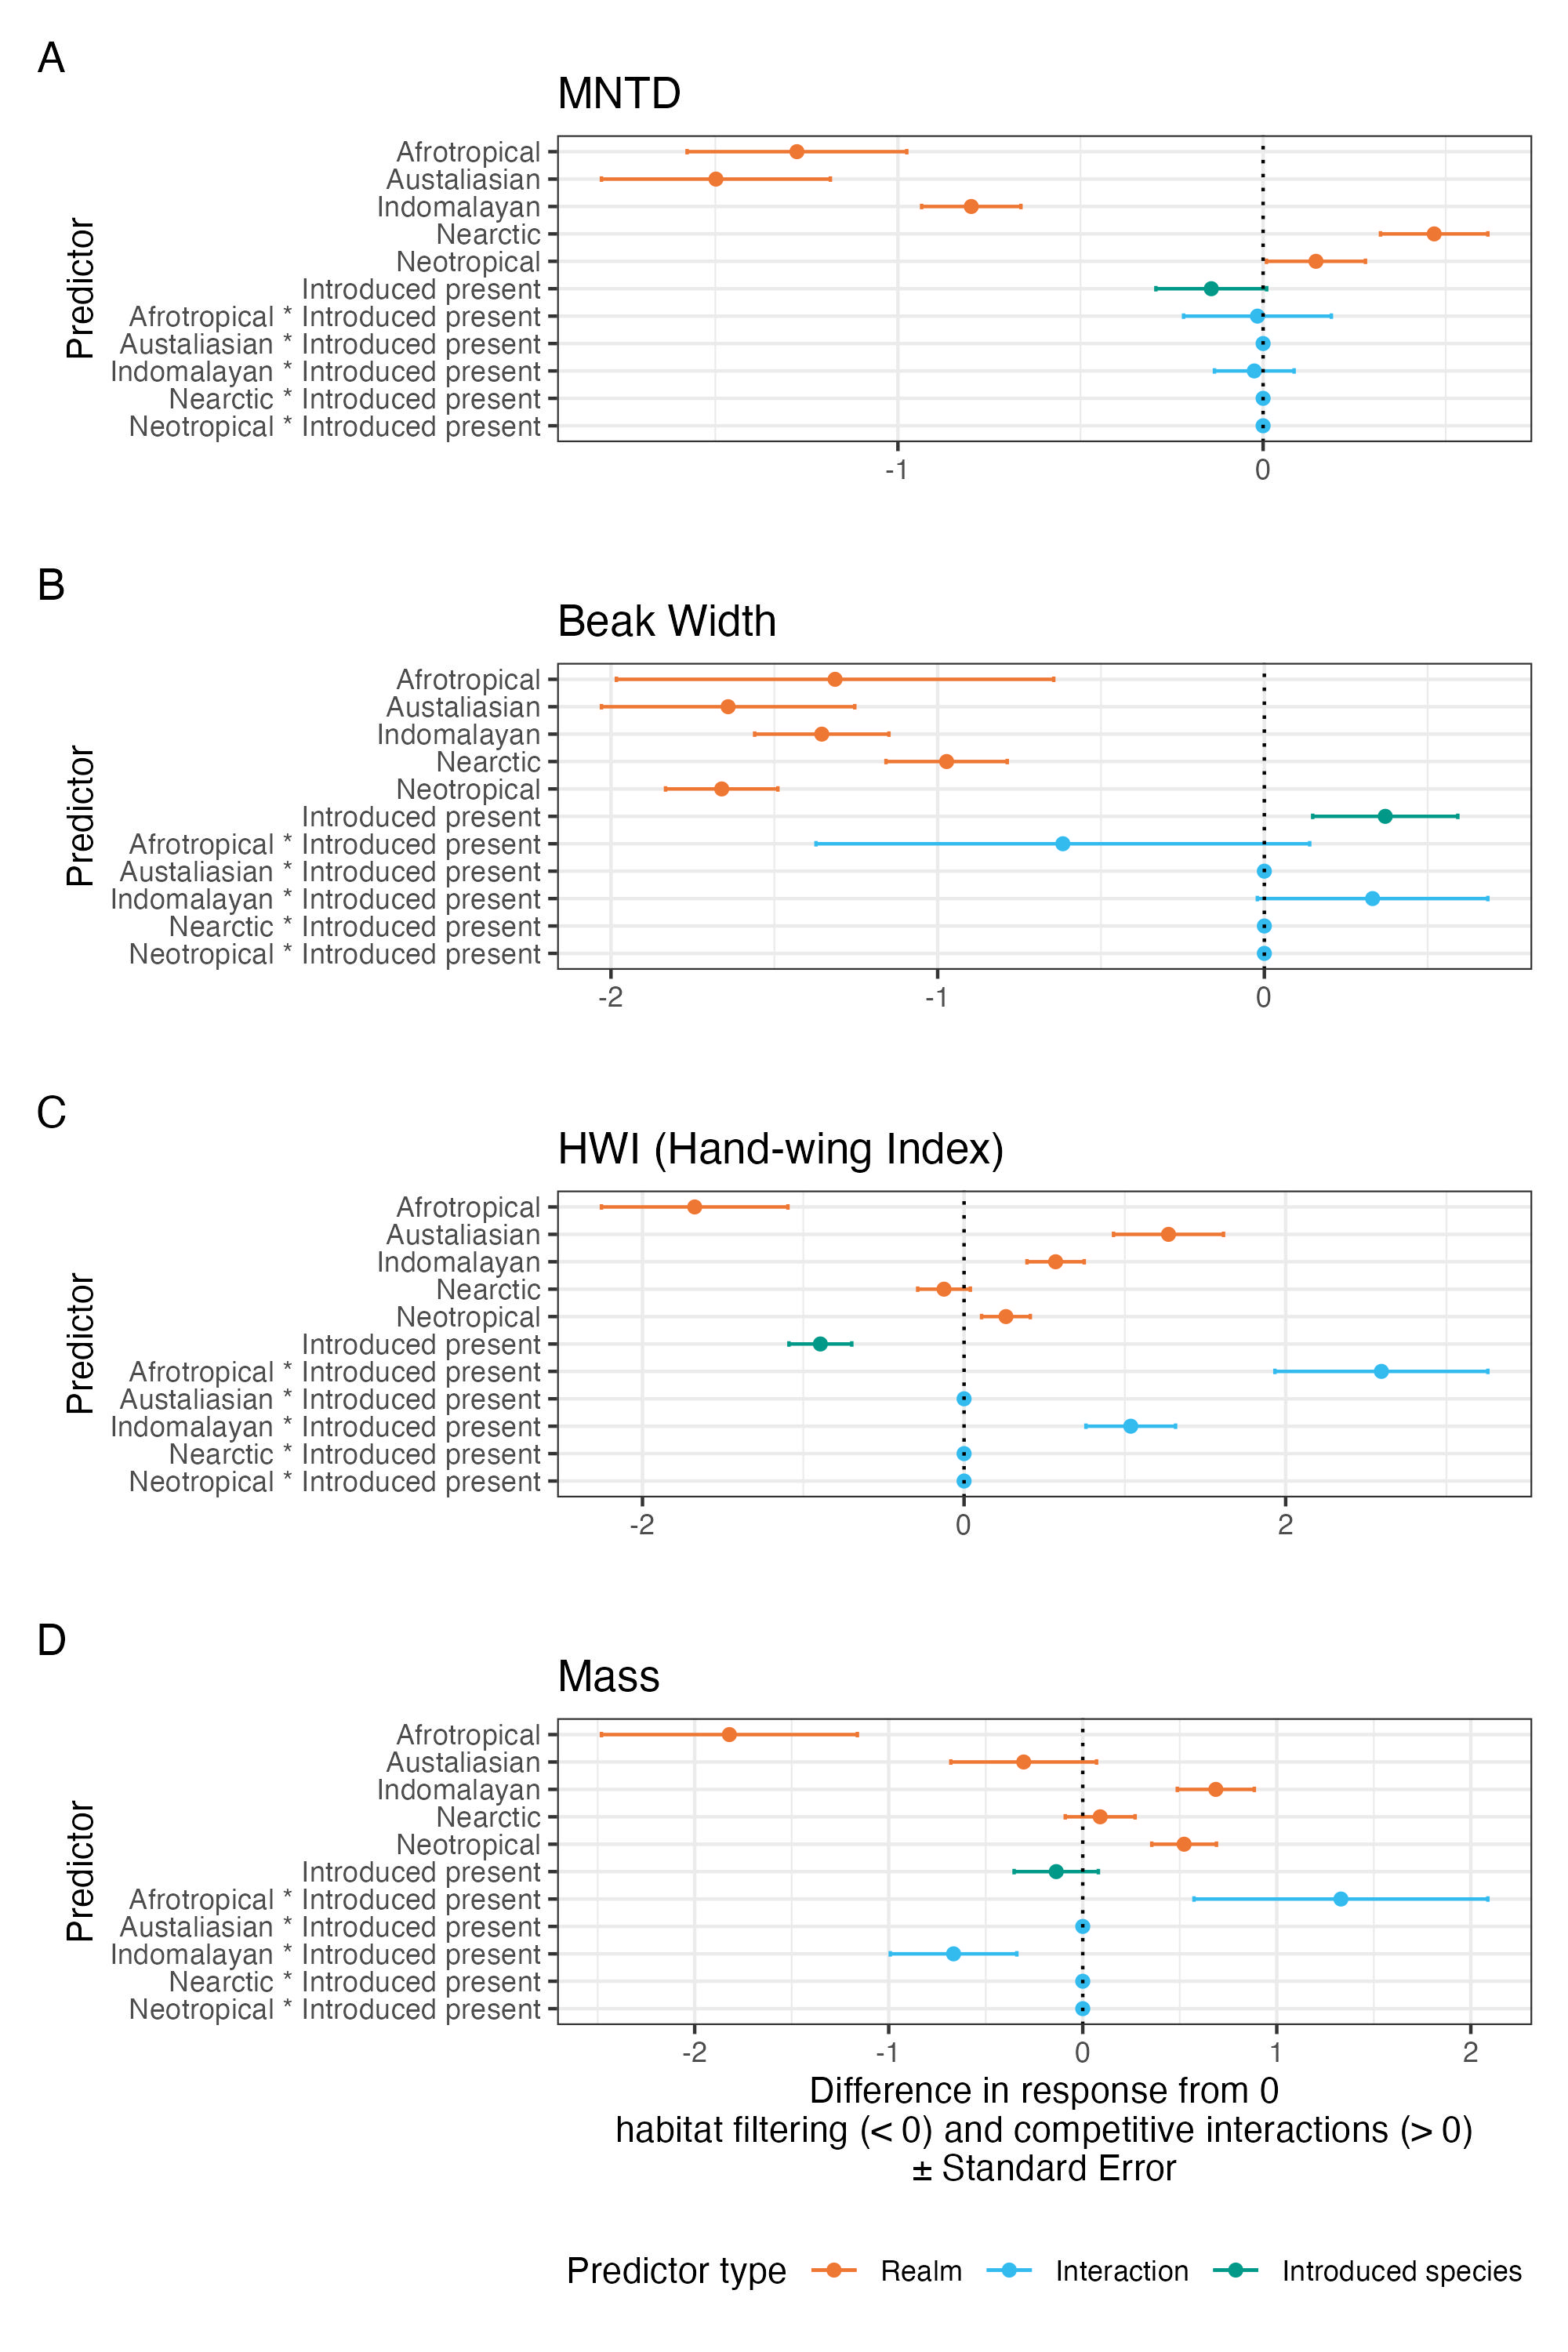 A
MNTD
Predictor
Afrotropical
Austaliasian
Indomalayan
Nearctic
Neotropical
Introduced present
Afrotropical * Introduced present
Austaliasian * Introduced present
Indomalayan * Introduced present
Nearctic * Introduced present
Neotropical * Introduced present
-1 0
B
Beak Width
Predictor
Afrotropical
Austaliasian
Indomalayan
Nearctic
Neotropical
Introduced present
Afrotropical * Introduced present
Austaliasian * Introduced present
Indomalayan * Introduced present
Nearctic * Introduced present
Neotropical * Introduced present
-2 -1 0
C
HWI (Hand-wing Index)
Predictor
Afrotropical
Austaliasian
Indomalayan
Nearctic
Neotropical
Introduced present
Afrotropical * Introduced present
Austaliasian * Introduced present
Indomalayan * Introduced present
Nearctic * Introduced present
Neotropical * Introduced present
-2 0 2
D
Mass
Predictor
Afrotropical
Austaliasian
Indomalayan
Nearctic
Neotropical
Introduced present
Afrotropical * Introduced present
Austaliasian * Introduced present
Indomalayan * Introduced present
Nearctic * Introduced present
Neotropical * Introduced present
-2 -1 0 1 2
Difference in response from 0
habitat filtering (< 0) and competitive interactions (> 0)
± Standard Error
Predictor type Realm Interaction Introduced species